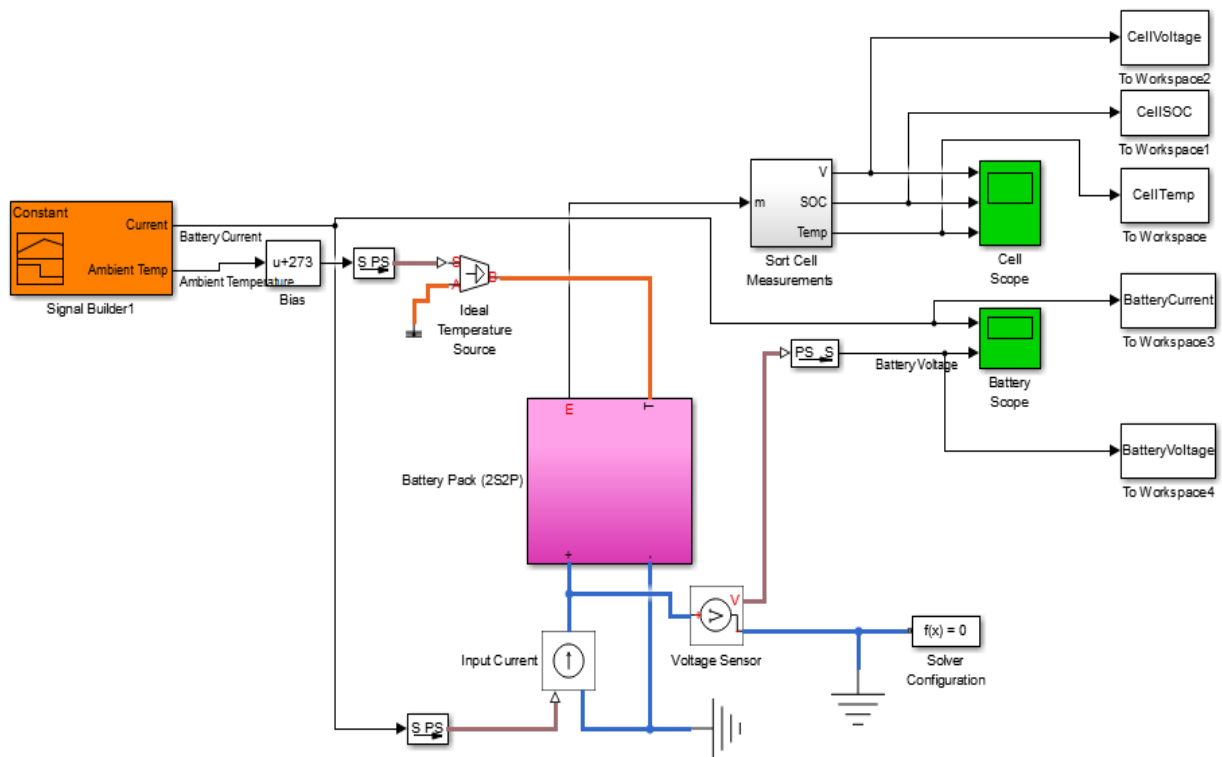 CellVoltage
To Workspace2
CellSOC
To Workspace1
V
m
SOC
CellTemp
Temp
To Workspace
Sort Cell
Measurements
Cell
Scope
Constant
Current
Battery Current
Ambient Temp
Ambient Temperature
Signal Builder1
u+273
Bias
S PS
S
A
B
Ideal
Temperature
Source
BatteryCurrent
To Workspace3
PS S
Battery Voltage
Battery
Scope
E
T
Battery Pack (2S2P)
BatteryVoltage
To Workspace4
+
-
V
V
Voltage Sensor
f(x) = 0
Solver
Configuration
Input Current
S PS